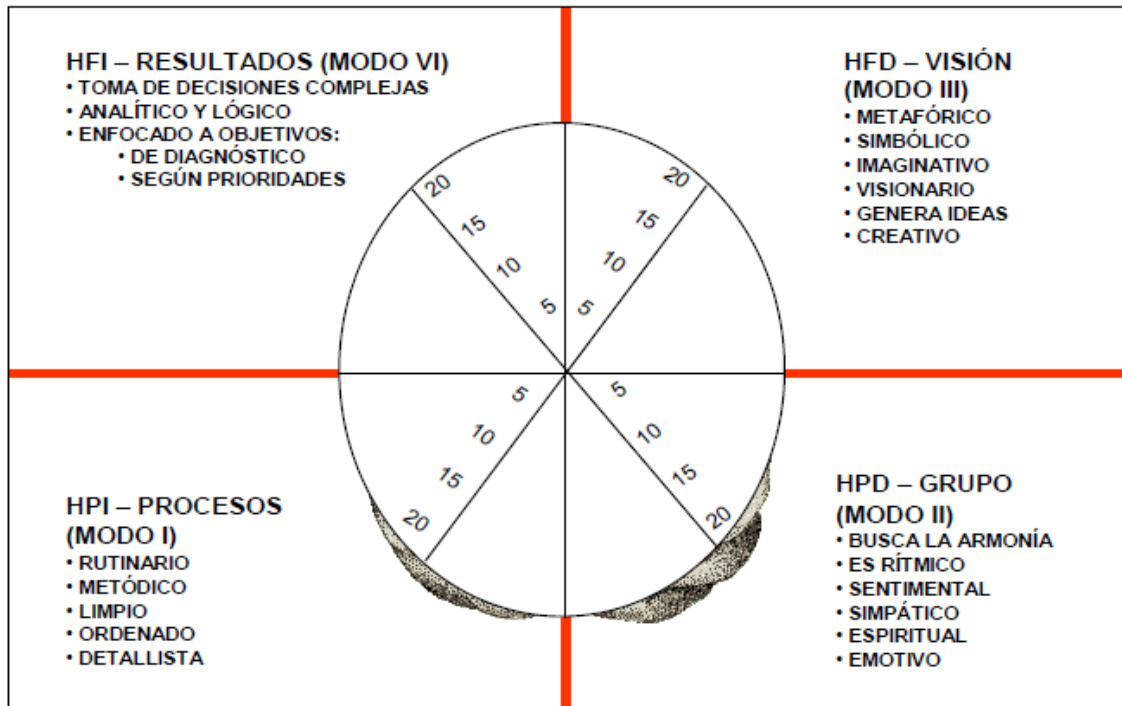 HFI – RESULTADOS (MODO VI)
• TOMA DE DECISIONES COMPLEJAS
• ANALÍTICO Y LÓGICO
• ENFOCADO A OBJETIVOS:
• DE DIAGNÓSTICO
• SEGÚN PRIORIDADES
HFD – VISIÓN
(MODO III)
• METAFÓRICO
• SIMBÓLICO
• IMAGINATIVO
• VISIONARIO
• GENERA IDEAS
• CREATIVO
20
15
10
5
20
15
10
5
5
10
15
20
5
10
15
20
HPI – PROCESOS
(MODO I)
• RUTINARIO
• METÓDICO
• LIMPIO
• ORDENADO
• DETALLISTA
HPD – GRUPO
(MODO II)
• BUSCA LA ARMONÍA
• ES RÍTMICO
• SENTIMENTAL
• SIMPÁTICO
• ESPIRITUAL
• EMOTIVO